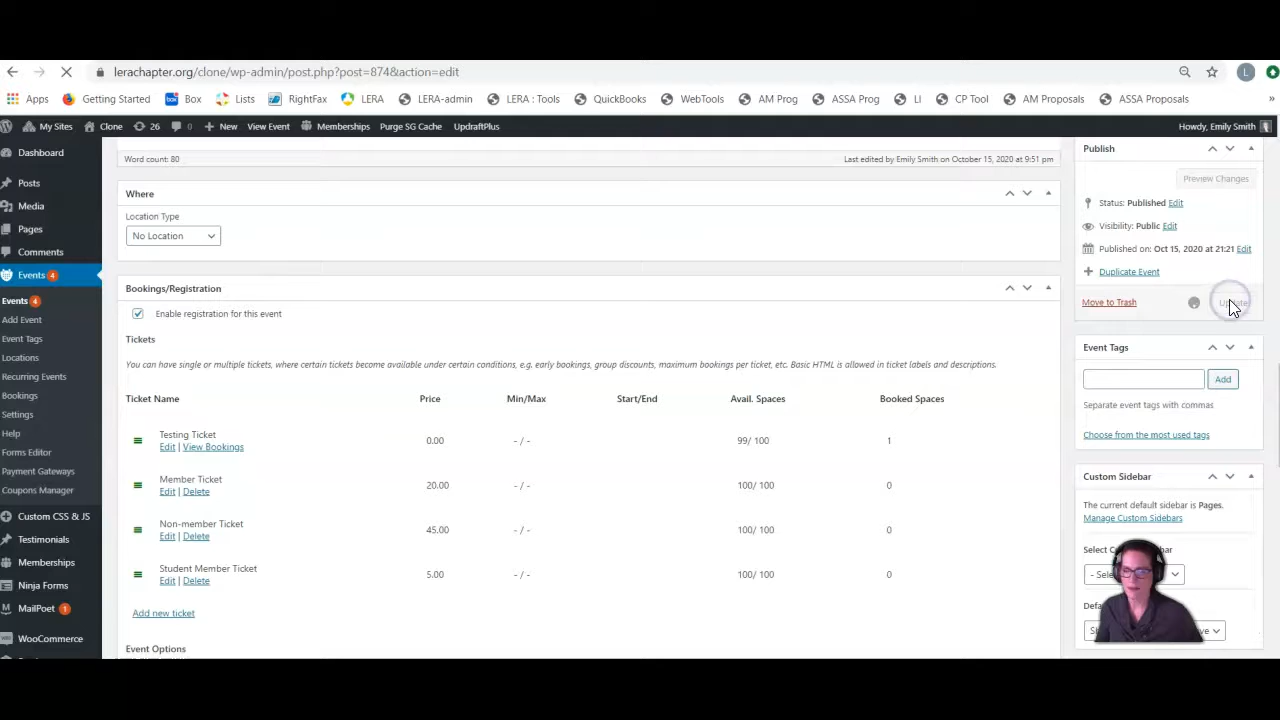 lerachapter.org/clone/wp-admin/post.php?post=874&action=edit
L
Apps Getting Started Box Lists RightFax LERA LERA-admin LERA : Tools QuickBooks WebTools AM Prog ASSA Prog LI CP Tool AM Proposals ASSA Proposals »
My Sites Clone 26 New View Event Memberships Purge SG Cache UpdraftPlus Howdy, Emily Smith
Dashboard
Posts
Media
Pages
Comments
Events 4
Events 4
Add Event
Event Tags
Locations
Recurring Events
Bookings
Settings
Help
Forms Editor
Payment Gateways
Coupons Manager
Custom CSS & JS
Testimonials
Memberships
Ninja Forms
MailPoet 1
WooCommerce
Word count: 80 Last edited by Emily Smith on October 15, 2020 at 9:51 pm
Where
Location Type
No Location
Bookings/Registration
Enable registration for this event
Tickets
You can have single or multiple tickets, where certain tickets become available under certain conditions, e.g. early bookings, group discounts, maximum bookings per ticket, etc. Basic HTML is allowed in ticket labels and descriptions.
Ticket Name Price Min/Max Start/End Avail. Spaces Booked Spaces
Testing Ticket
Edit | View Bookings
0.00 - / - 99/ 100 1
Member Ticket
Edit | Delete
20.00 - / - 100/ 100 0
Non-member Ticket
Edit | Delete
45.00 - / - 100/ 100 0
Student Member Ticket
Edit | Delete
5.00 - / - 100/ 100 0
Add new ticket
Event Options
Publish
Preview Changes
Status: Published Edit
Visibility: Public Edit
Published on: Oct 15, 2020 at 21:21 Edit
Duplicate Event
Move to Trash Update
Event Tags
Add
Separate event tags with commas
Choose from the most used tags
Custom Sidebar
The current default sidebar is Pages.
Manage Custom Sidebars
Select